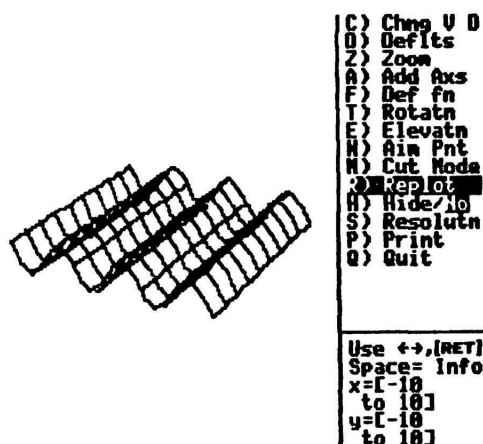 C) Chng V D
D) Deflts
Z) Zoom
A) Add Axs
F) Def fn
T) Rotatn
E) Elevatn
N) Aim Pnt
M) Cut Mode
R) Replot
H) Hide/No
S) Resolutn
P) Print
Q) Quit
Use ←→,[RET]
Space= Info
x=[-10
to 10]
y=[-10
to 10]